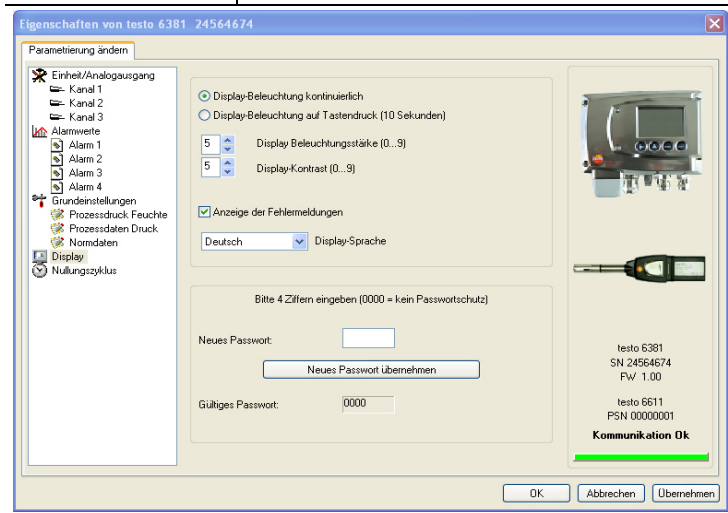 Eigenschaften von testo 6381 24564674
Parametrierung ändern
Einheit/Analogausgang
Kanal 1
Kanal 2
Kanal 3
Alarmwerte
Alarm 1
Alarm 2
Alarm 3
Alarm 4
Grundeinstellungen
Prozessdruck Feuchte
Prozessdaten Druck
Normdaten
Display
Nullungszyklus
Display-Beleuchtung kontinuierlich
Display-Beleuchtung auf Tastendruck (10 Sekunden)
5 Display Beleuchtungsstärke (0...9)
5 Display-Kontrast (0...9)
Anzeige der Fehlermeldungen
Deutsch Display-Sprache
Bitte 4 Ziffern eingeben (0000 = kein Passwortschutz)
Neues Passwort:
Neues Passwort übernehmen
Gültiges Passwort: 0000
testo 6381
SN 24564674
FW 1.00
testo 6611
PSN 00000001
Kommunikation Ok
OK Abbrechen Übernehmen